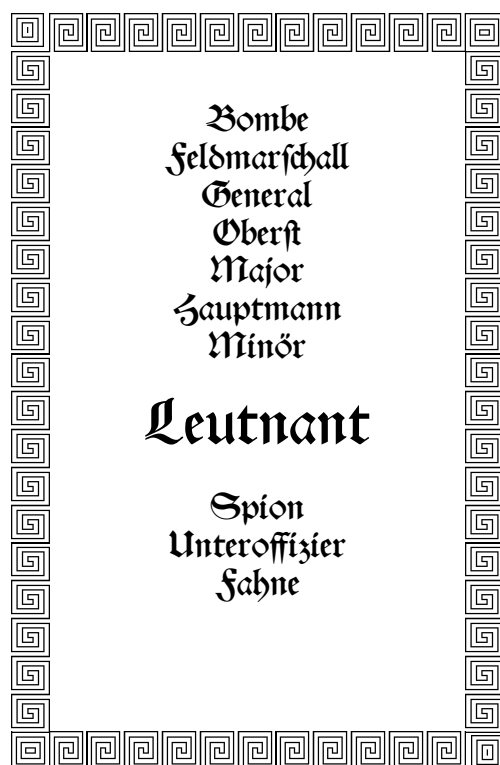 Bombe
Feldmarſchall
General
Oberſt
Major
Hauptmann
Minör
Leutnant
Spion
Unteroffizier
Fahne